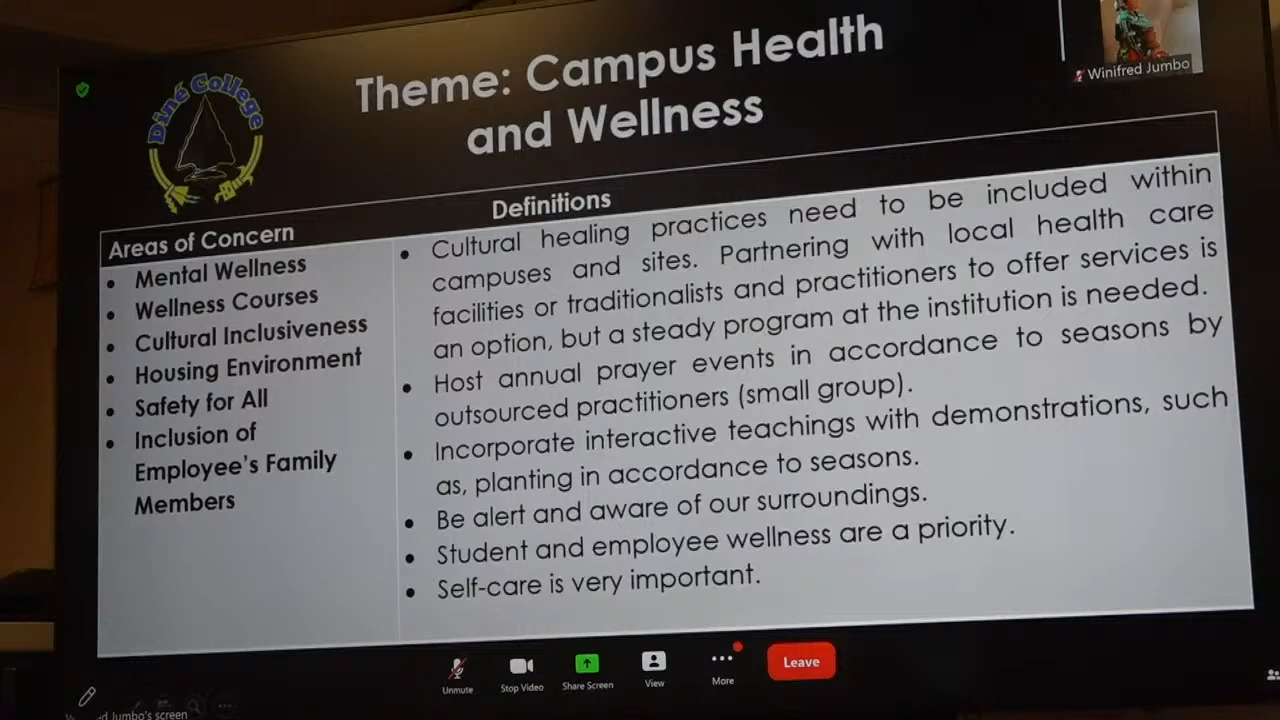 Diné College
Theme: Campus Health
and Wellness
Winifred Jumbo
Areas of Concern
Definitions
• Mental Wellness
• Wellness Courses
• Cultural Inclusiveness
• Housing Environment
• Safety for All
• Inclusion of
Employee's Family
Members
• Cultural healing practices need to be included within
campuses and sites. Partnering with local health care
facilities or traditionalists and practitioners to offer services is
an option, but a steady program at the institution is needed.
• Host annual prayer events in accordance to seasons by
outsourced practitioners (small group).
• Incorporate interactive teachings with demonstrations, such
as, planting in accordance to seasons.
• Be alert and aware of our surroundings.
• Student and employee wellness are a priority.
• Self-care is very important.
Unmute
Stop Video
Share Screen
View
More
Leave
d Jumbo's screen